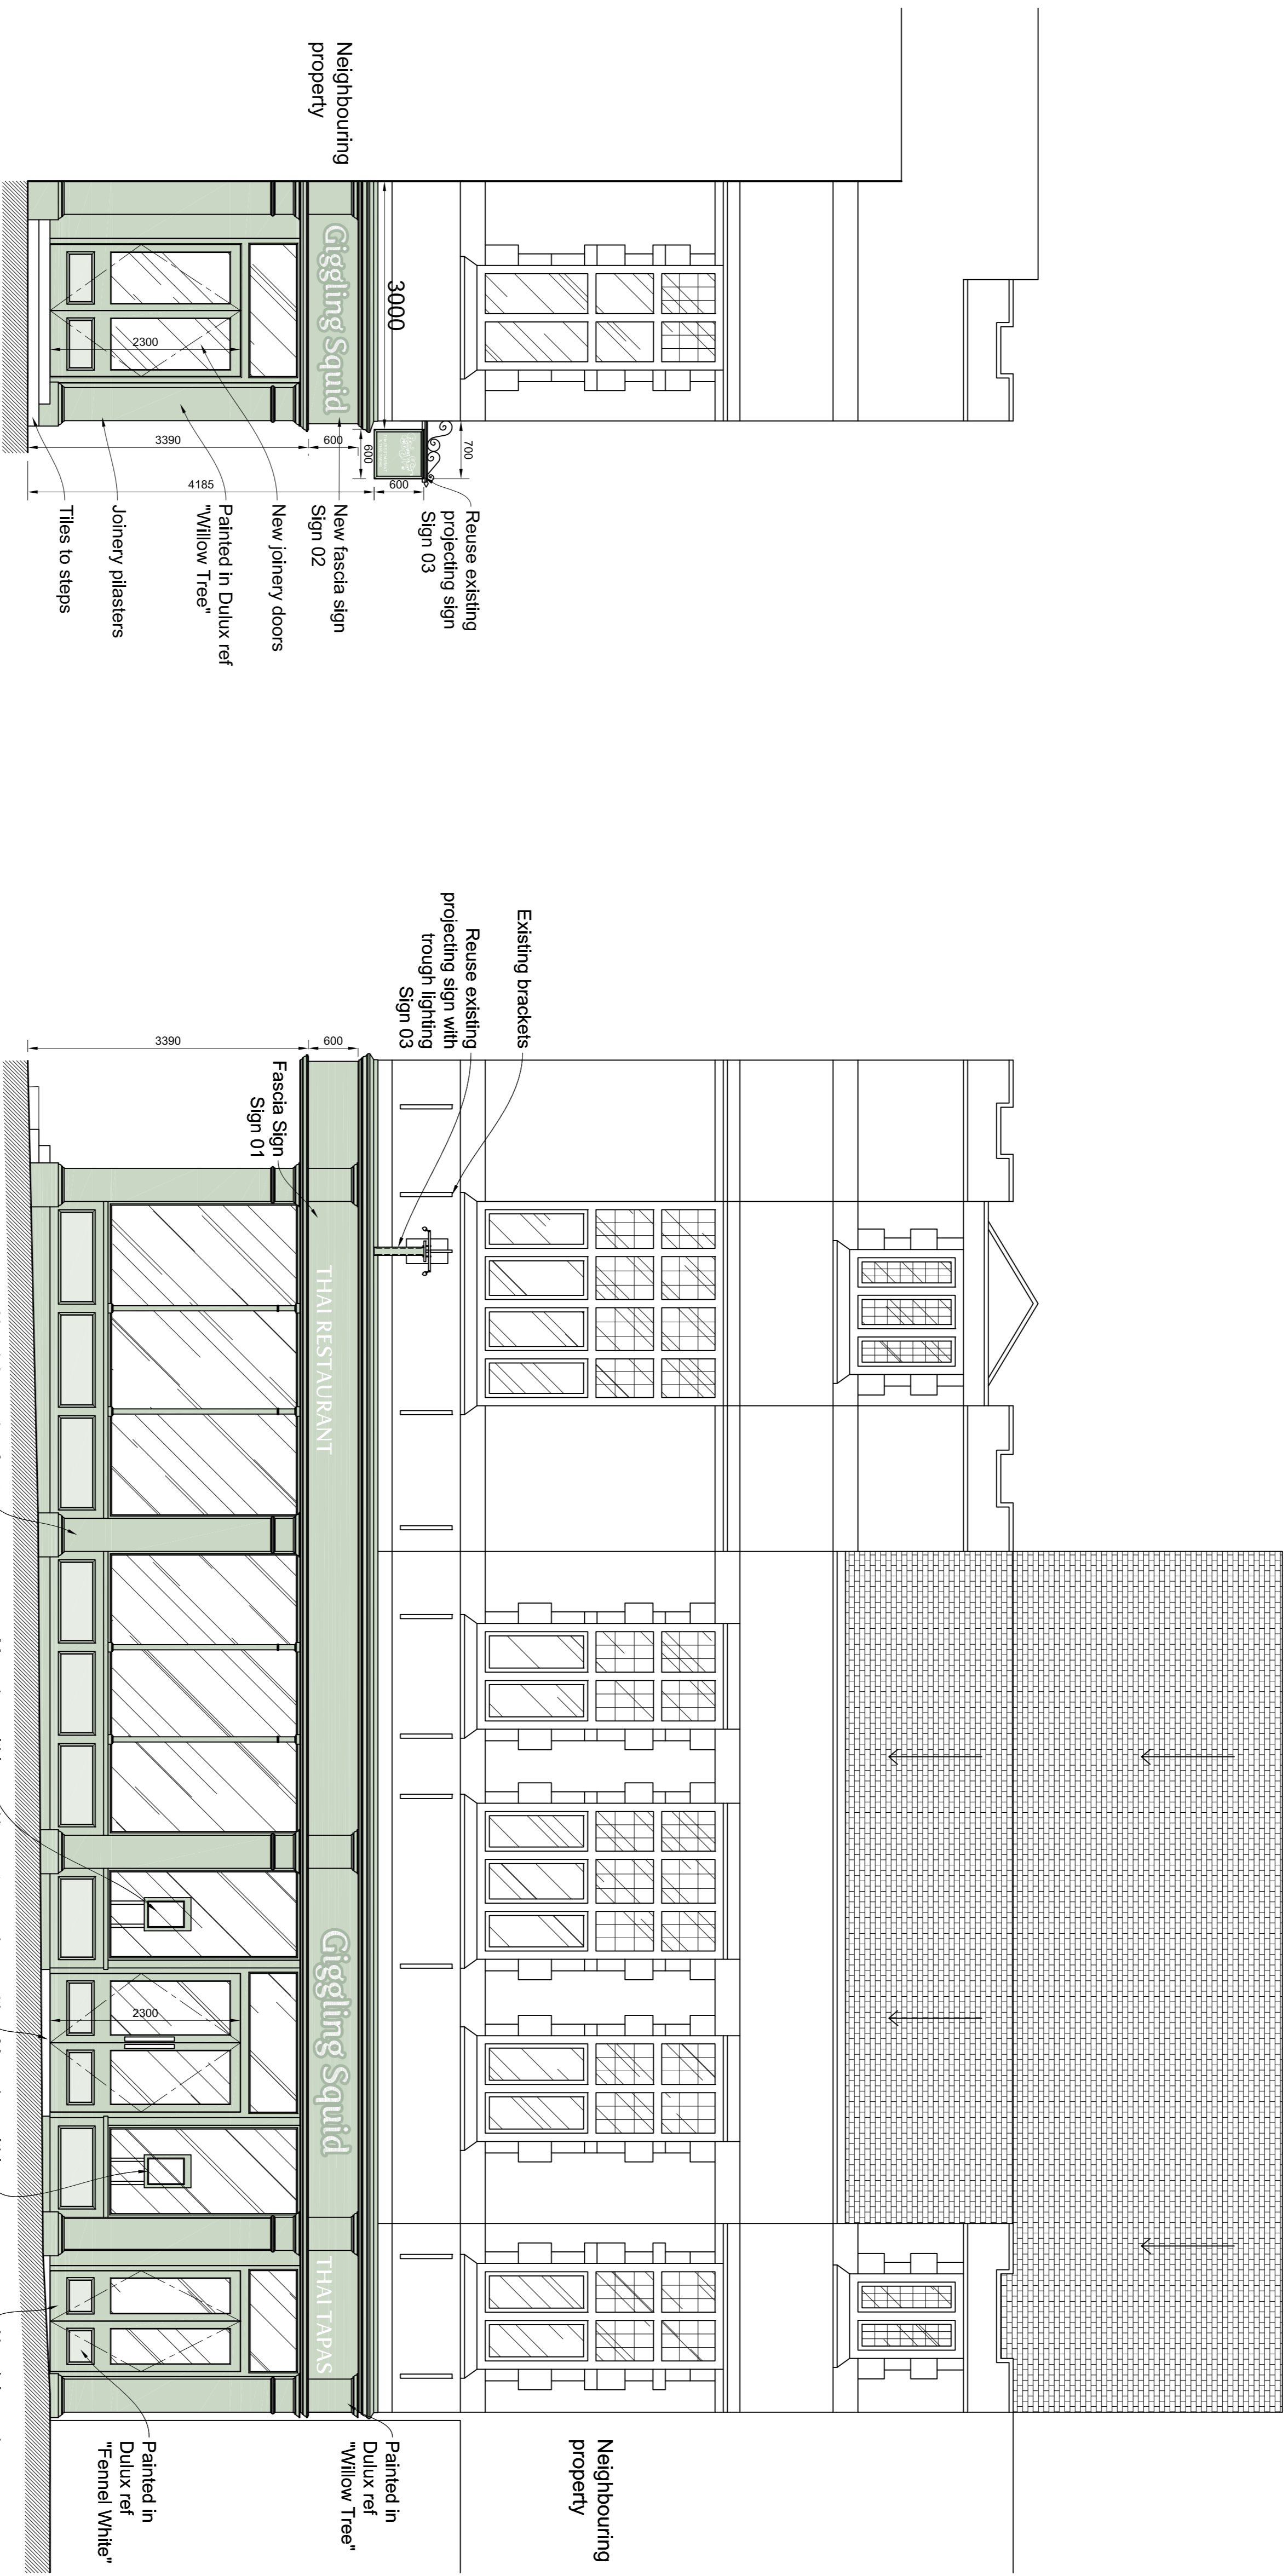 Neighbouring
property
Giggling Squid
3000
2300
3390
600
600
700
4185
600
Reuse existing
projecting sign
Sign 03
New fascia sign
Sign 02
New joinery doors
Painted in Dulux ref
"Willow Tree"
Joinery pilasters
Tiles to steps
Existing brackets
Reuse existing
projecting sign with
trough lighting
Sign 03
3390
600
Fascia Sign
Sign 01
THAI RESTAURANT
Giggling Squid
THAI TAPAS
2300
Neighbouring
property
Painted in
Dulux ref
"Willow Tree"
Painted in
Dulux ref
"Fennel White"